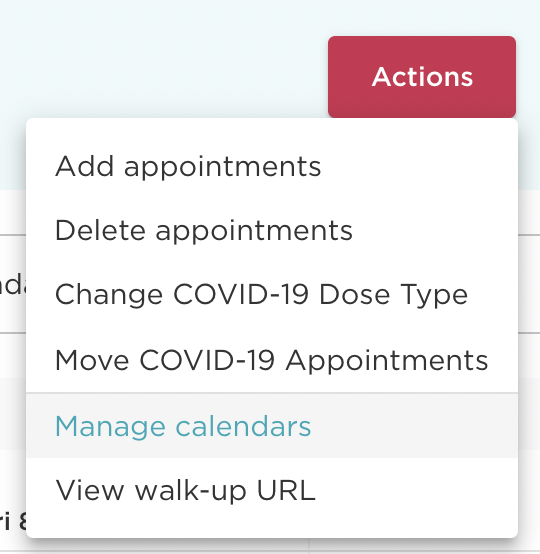 Actions
Add appointments
Delete appointments
Change COVID-19 Dose Type
Move COVID-19 Appointments
Manage calendars
View walk-up URL